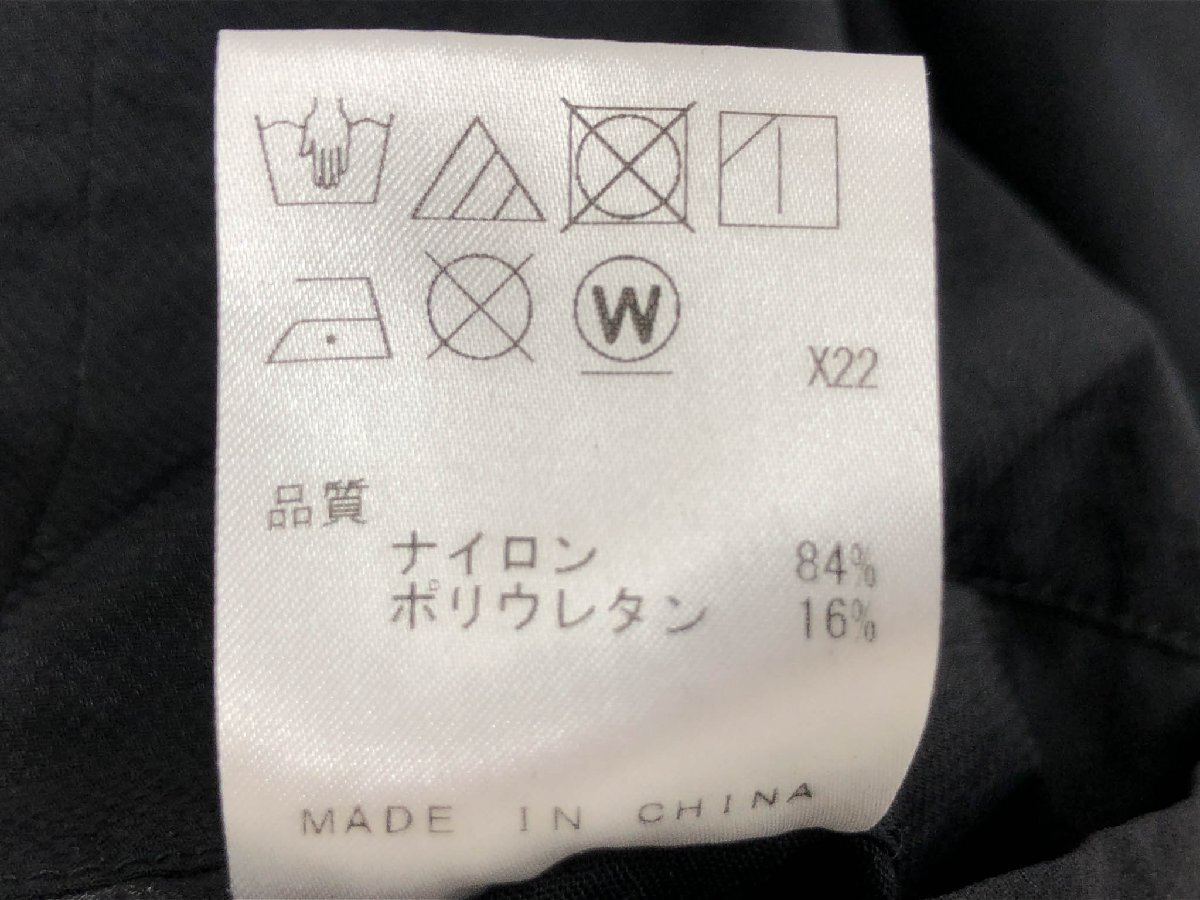 W
X22
品質
ナイロン 84%
ポリウレタン 16%
MADE IN CHINA